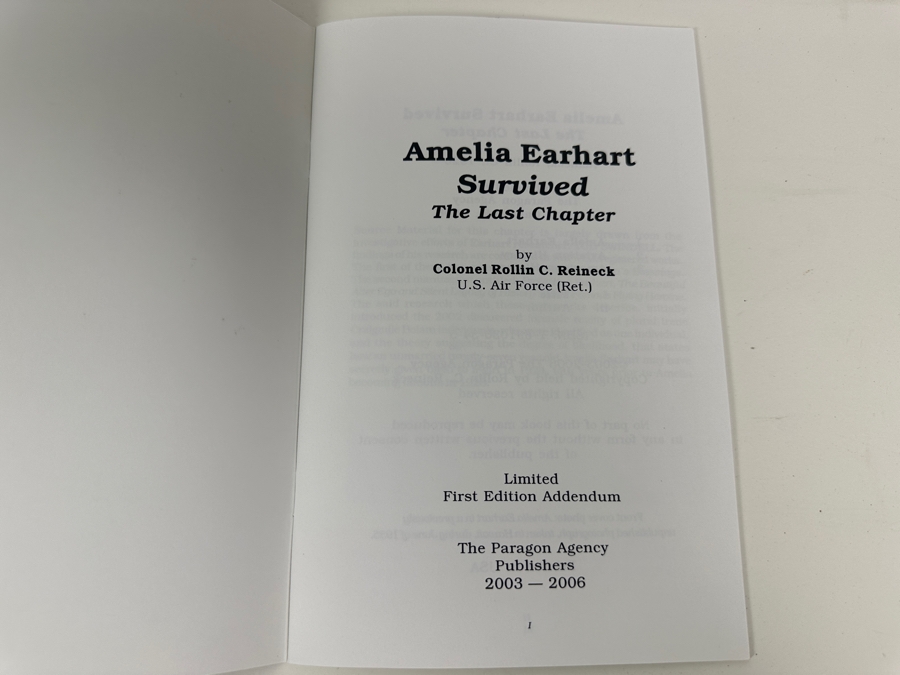 Amelia Earhart
Survived
The Last Chapter
by
Colonel Rollin C. Reineck
U.S. Air Force (Ret.)
Limited
First Edition Addendum
The Paragon Agency
Publishers
2003 — 2006
I